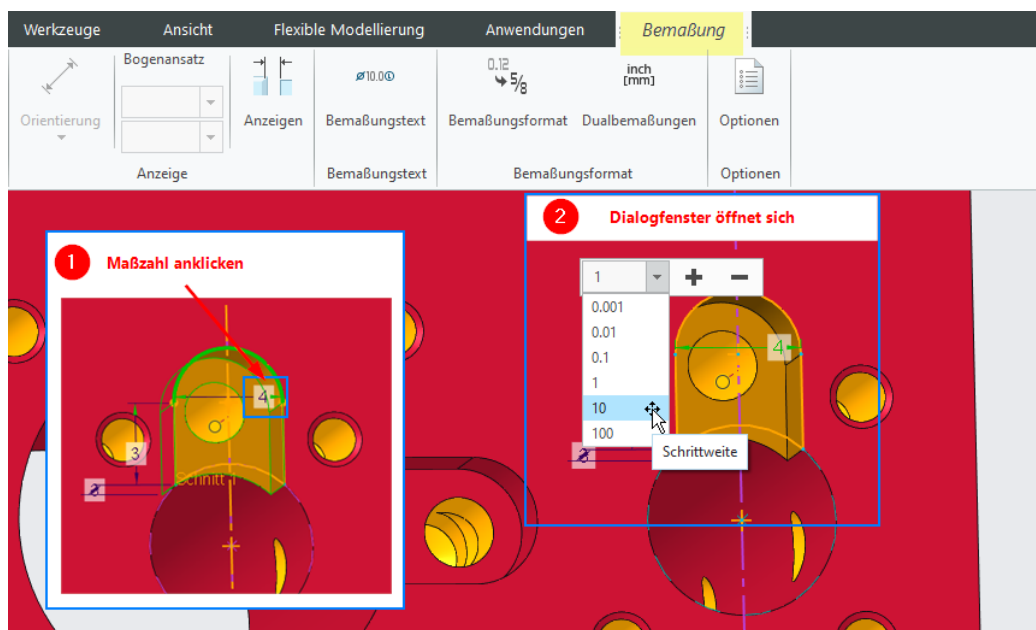 Werkzeuge Ansicht Flexible Modellierung Anwendungen Bemaßung
Bogenansatz
ø10.0
0.12
5/8
inch
[mm]
Orientierung Anzeigen Bemaßungstext Bemaßungsformat Dualbemaßungen Optionen
Anzeige Bemaßungstext Bemaßungsformat Optionen
1 Maßzahl anklicken
4
3
Schnitt 1
2 Dialogfenster öffnet sich
1 + −
0.001
0.01
0.1
1
10
100
4
Schrittweite